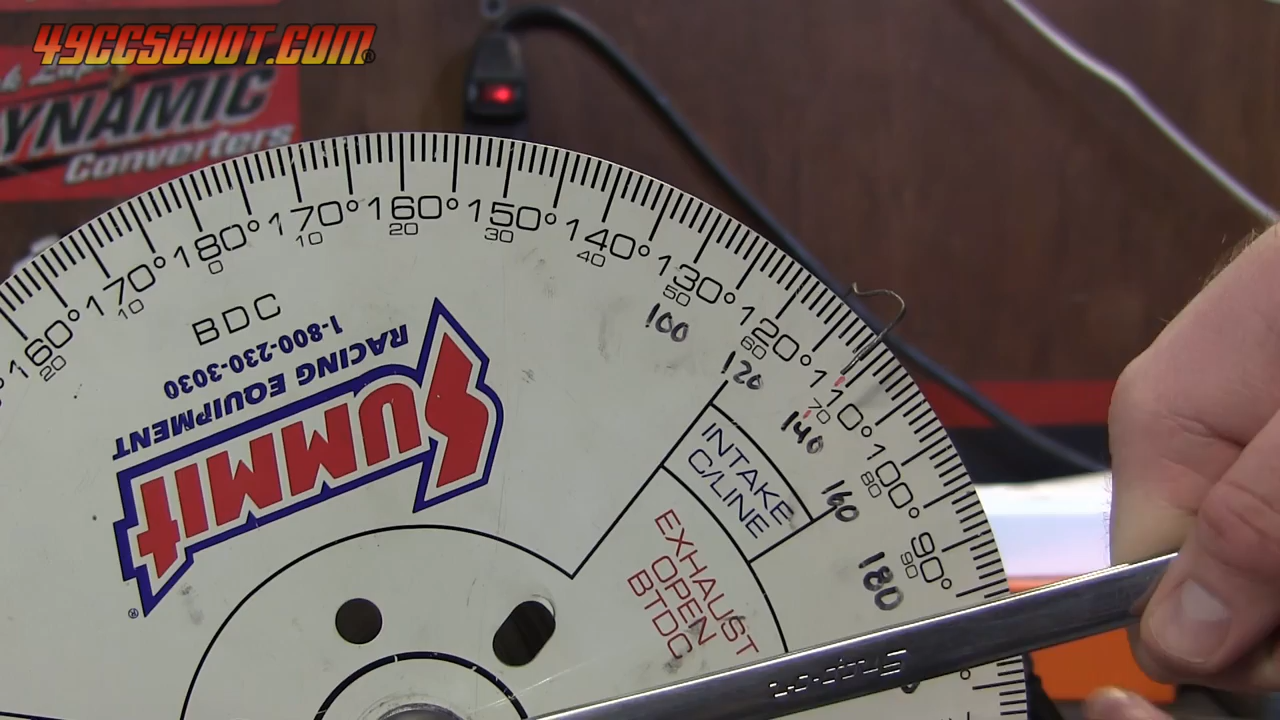 49CCSCOOT.COM®
DYNAMIC
Converters
160° 170° 180° 170° 160° 150° 140° 130° 120° 110° 100° 90°
20 10 0 10 20 30 40 50 60 70 80 90
100
120
140
160
180
BDC
1-800-230-3030
RACING EQUIPMENT
SUMMIT
®
INTAKE
C/LINE
EXHAUST
OPEN
BTDC